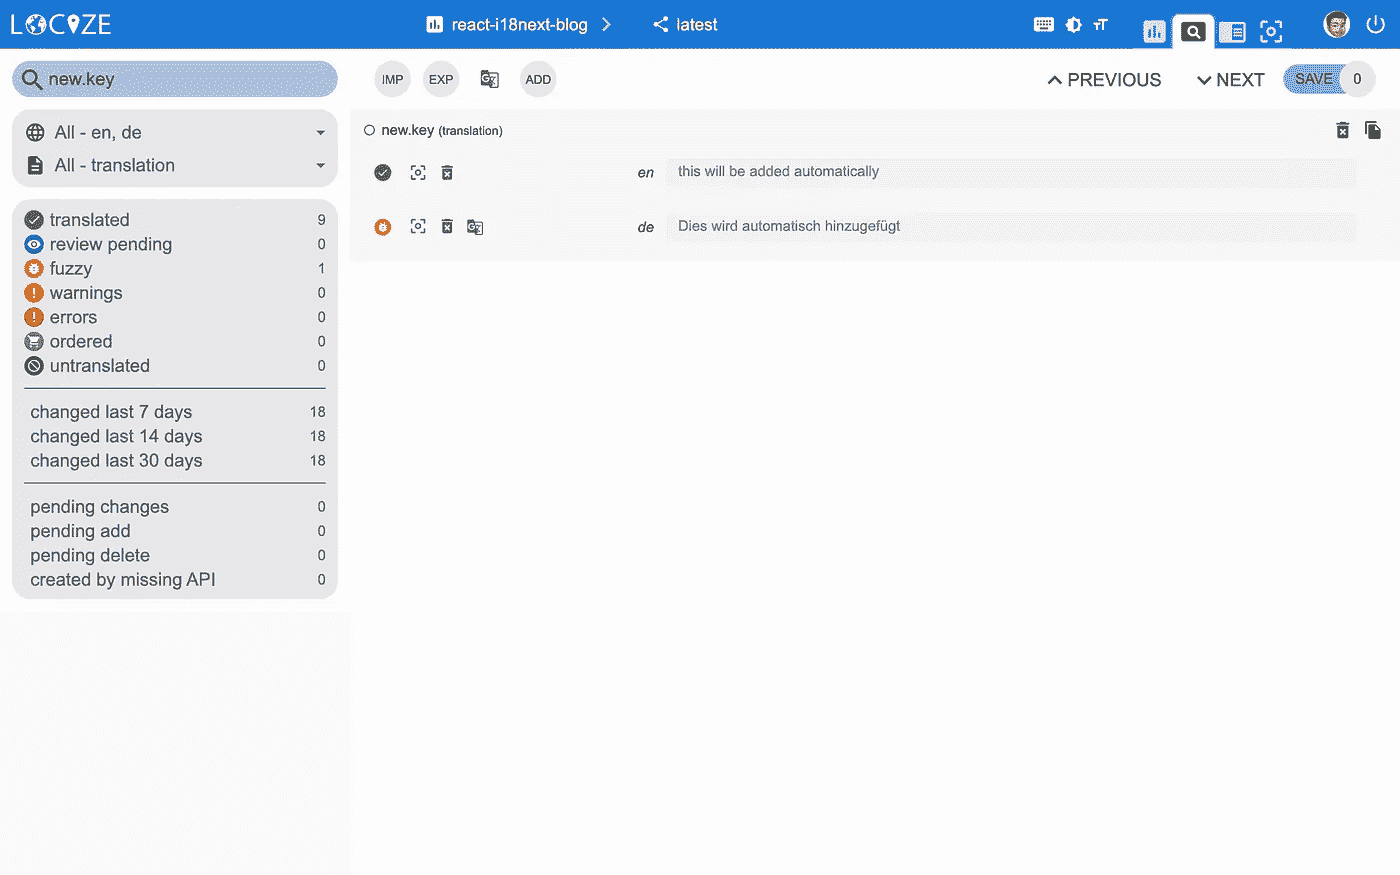 LOCIZE
react-i18next-blog
latest
new.key
IMP
EXP
ADD
PREVIOUS
NEXT
SAVE
0
All - en, de
All - translation
translated 9
review pending 0
fuzzy 1
warnings 0
errors 0
ordered 0
untranslated 0
changed last 7 days 18
changed last 14 days 18
changed last 30 days 18
pending changes 0
pending add 0
pending delete 0
created by missing API 0
new.key (translation)
en this will be added automatically
de Dies wird automatisch hinzugefügt